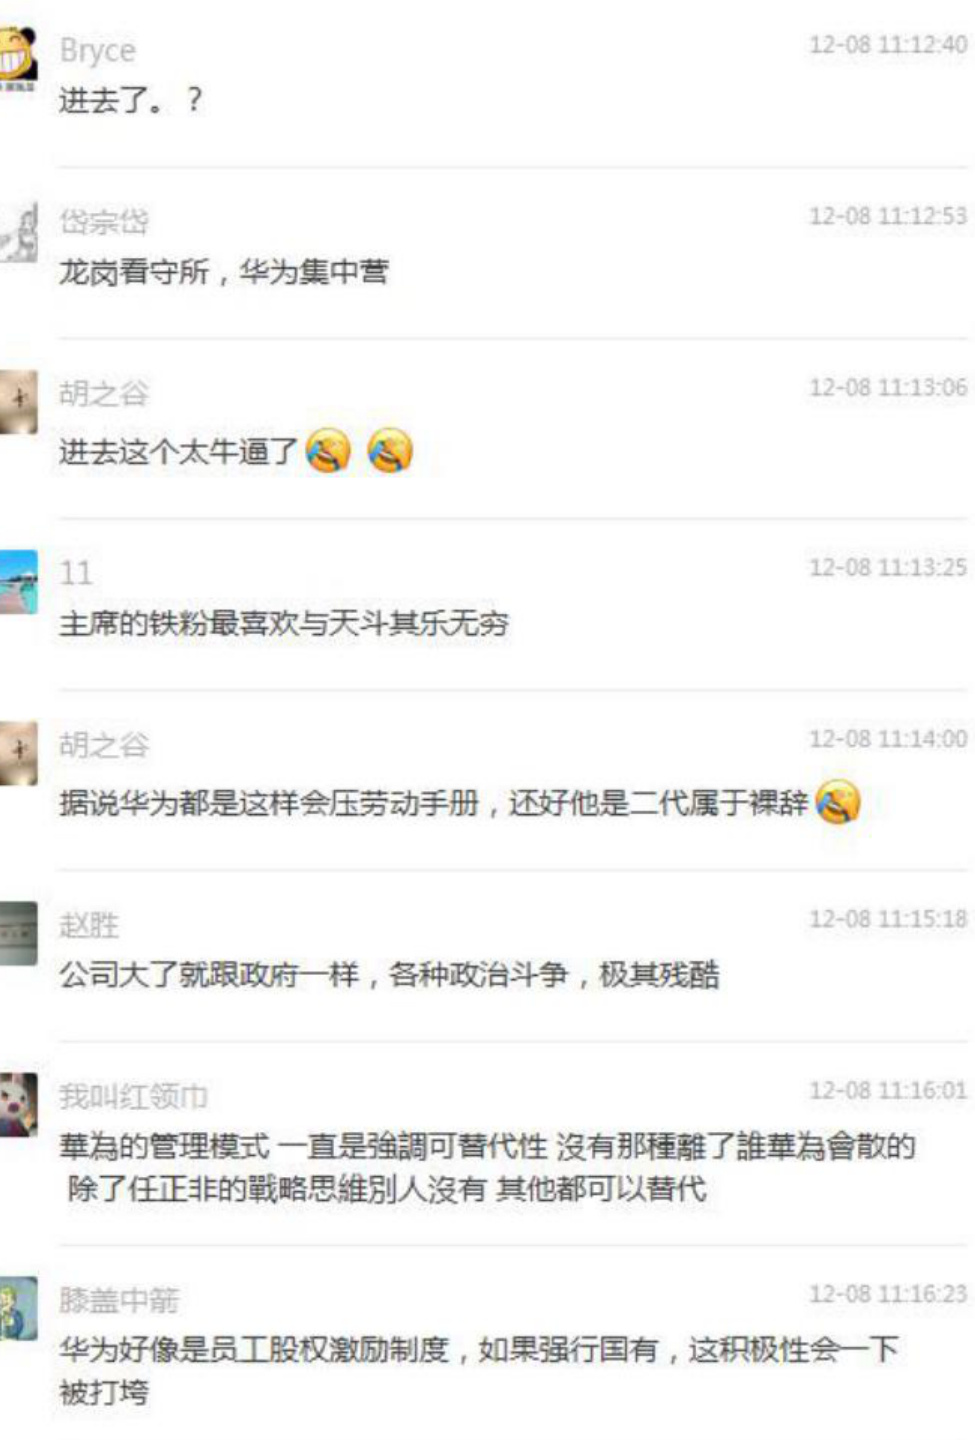 Bryce
12-08 11:12:40
进去了。？
岱宗岱
12-08 11:12:53
龙岗看守所，华为集中营
胡之谷
12-08 11:13:06
进去这个太牛逼了
11
12-08 11:13:25
主席的铁粉最喜欢与天斗其乐无穷
胡之谷
12-08 11:14:00
据说华为都是这样会压劳动手册，还好他是二代属于裸辞
赵胜
12-08 11:15:18
公司大了就跟政府一样，各种政治斗争，极其残酷
我叫红领巾
12-08 11:16:01
華為的管理模式 一直是強調可替代性 沒有那種離了誰華為會散的
除了任正非的戰略思維別人沒有 其他都可以替代
膝盖中箭
12-08 11:16:23
华为好像是员工股权激励制度，如果强行国有，这积极性会一下
被打垮